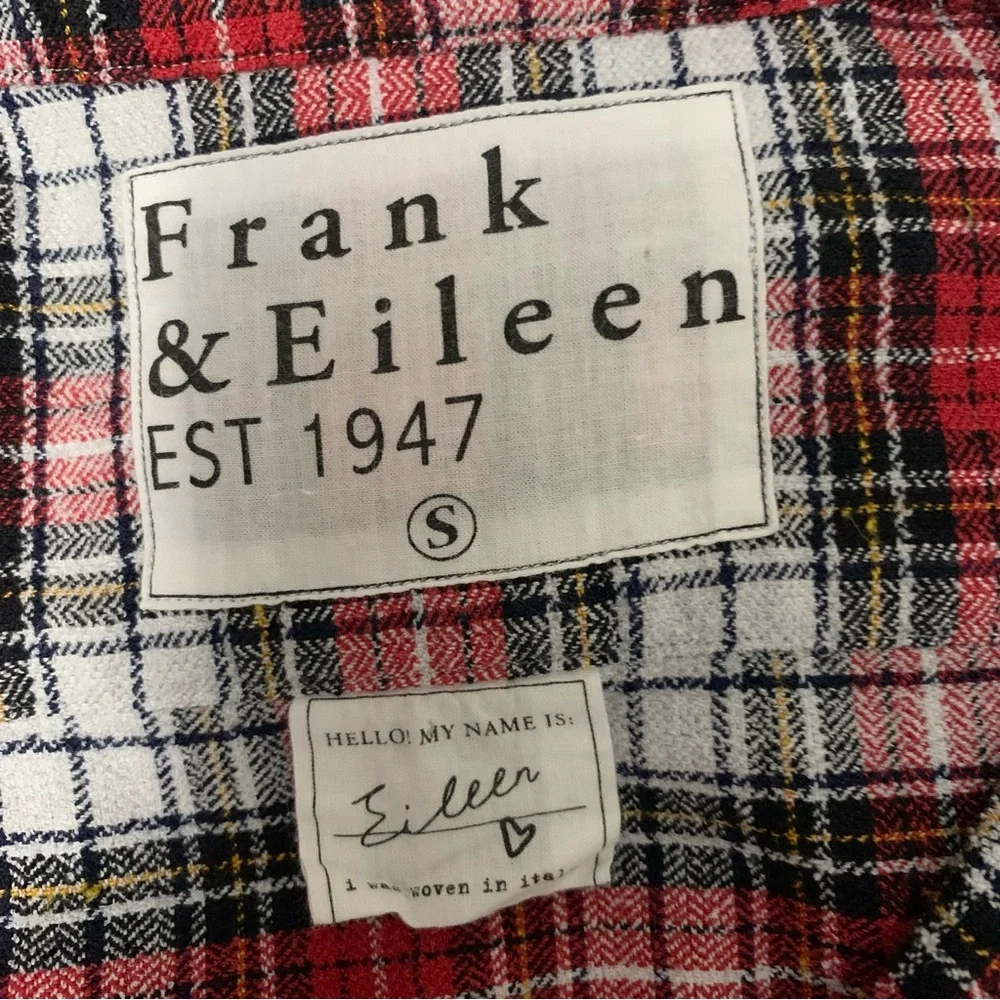 Frank
& Eileen
EST 1947
S
HELLO! MY NAME IS:
Eileen
i was woven in